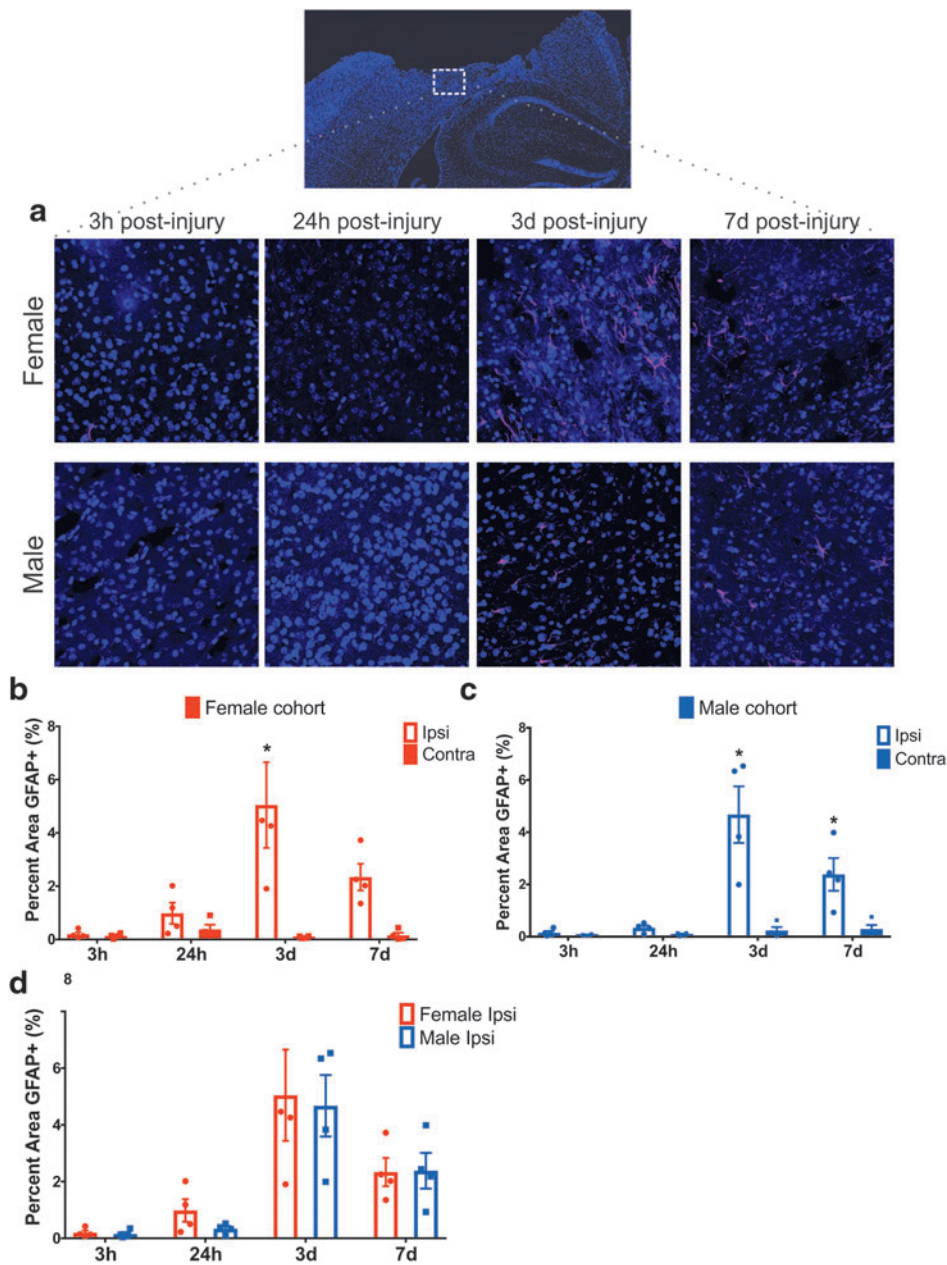 a
3h post-injury 24h post-injury 3d post-injury 7d post-injury
Female
Male
b
Female cohort
Ipsi
Contra
Percent Area GFAP+ (%)
8
6
4
2
0
*
3h 24h 3d 7d
c
Male cohort
Ipsi
Contra
Percent Area GFAP+ (%)
8
6
4
2
0
*
*
3h 24h 3d 7d
d
8
Female Ipsi
Male Ipsi
Percent Area GFAP+ (%)
6
4
2
0
3h 24h 3d 7d